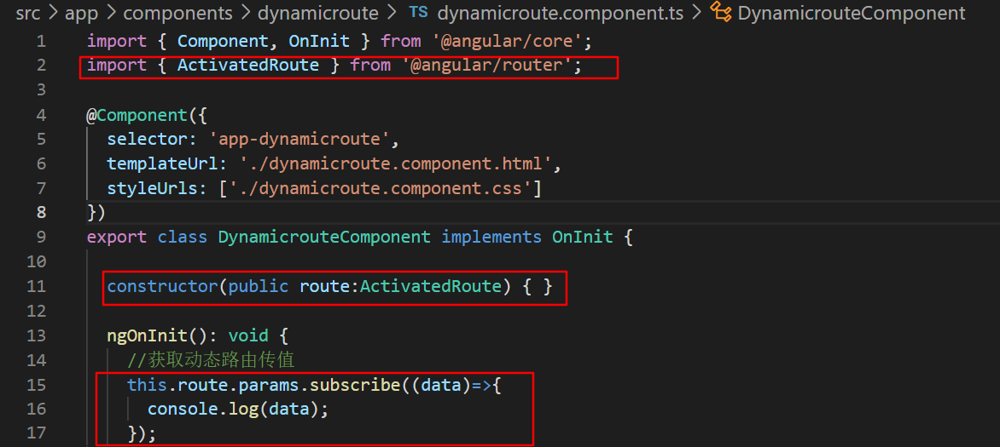 src > app > components > dynamicroute > TS dynamicroute.component.ts > DynamicrouteComponent
1 import { Component, OnInit } from '@angular/core';
2 import { ActivatedRoute } from '@angular/router';
3
4 @Component({
5   selector: 'app-dynamicroute',
6   templateUrl: './dynamicroute.component.html',
7   styleUrls: ['./dynamicroute.component.css']
8 })
9 export class DynamicrouteComponent implements OnInit {
10
11   constructor(public route:ActivatedRoute) { }
12
13   ngOnInit(): void {
14     //获取动态路由传值
15     this.route.params.subscribe((data)=>{
16       console.log(data);
17     });